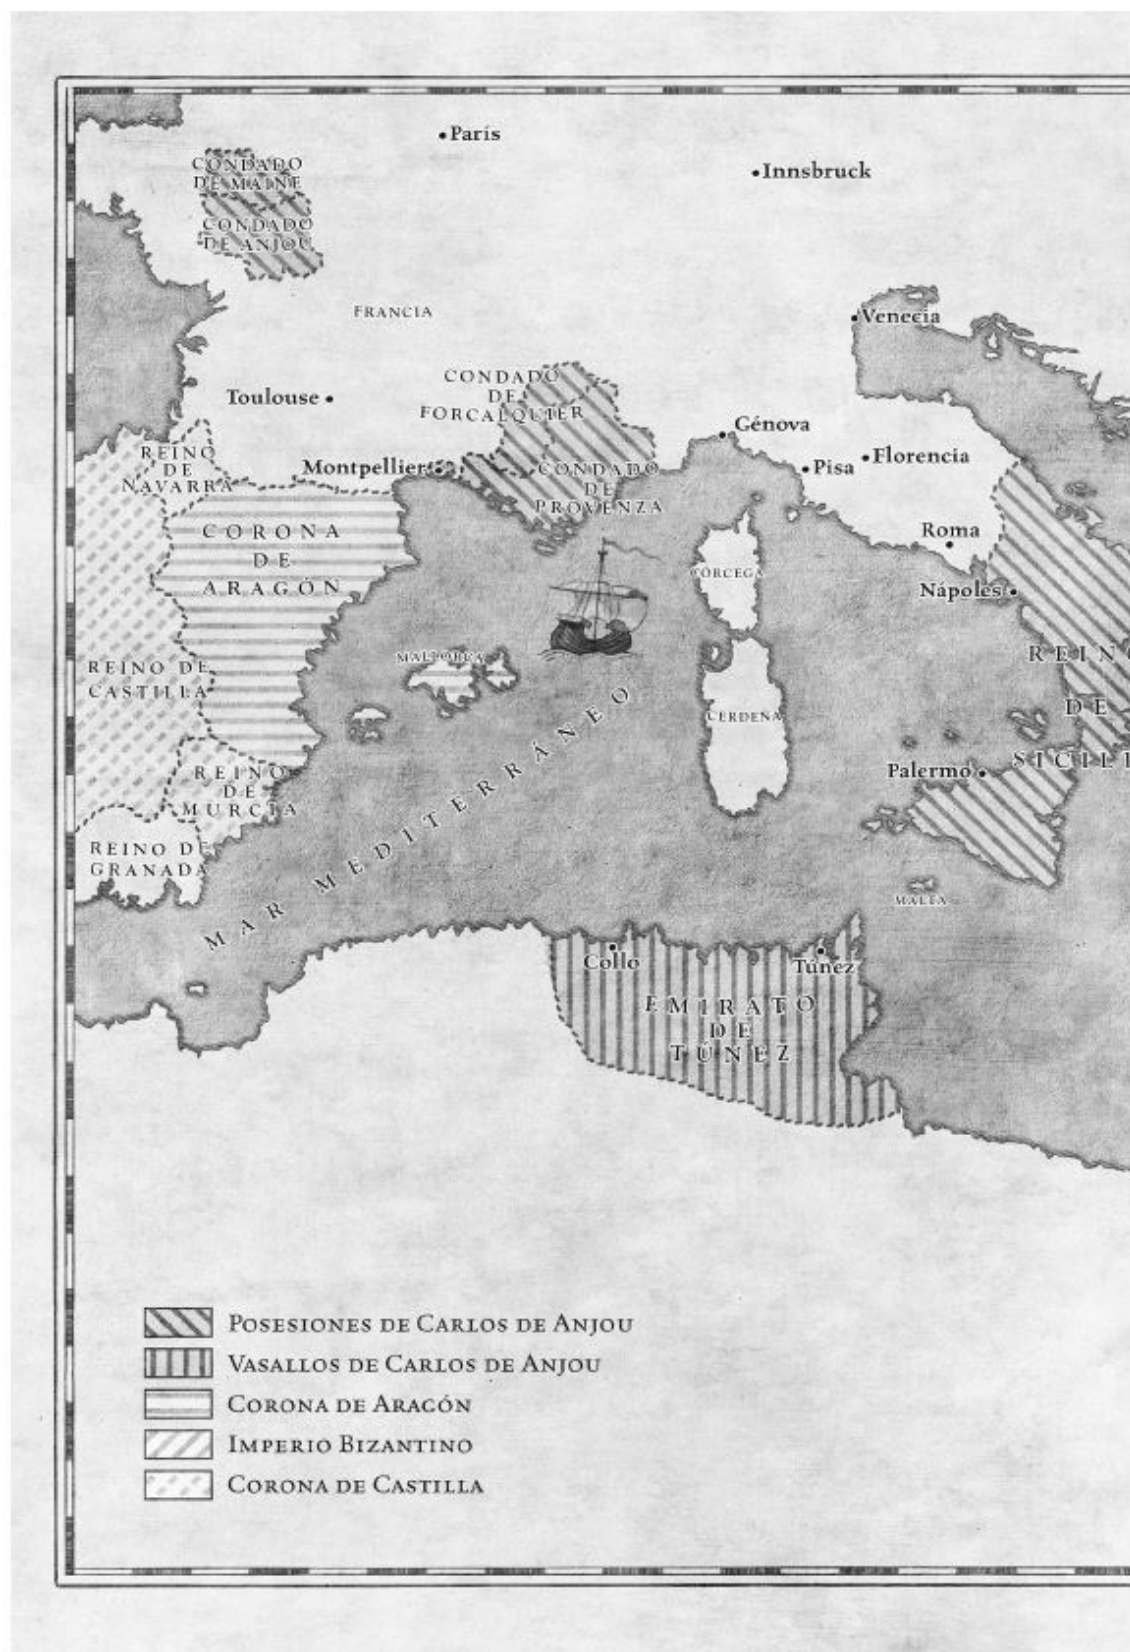 París
Innsbruck
CONDADO
DE MAINE
CONDADO
DE ANJOU
FRANCIA
Venecia
CONDADO
DE
FORCALQUIER
Toulouse
Génova
REINO
DE
NAVARRA
Montpellier
Pisa
Florencia
CONDADO
DE
PROVENZA
CORONA
DE
ARAGÓN
Roma
CÓRCEGA
Nápoles
REINO
DE
SICILI
MALLORCA
REINO DE
CASTILLA
CERDEÑA
MAR MEDITERRÁNEO
Palermo
REINO
DE
MURCIA
REINO DE
GRANADA
MALTA
Collo
Túnez
EMIRATO
DE
TÚNEZ
POSESIONES DE CARLOS DE ANJOU
VASALLOS DE CARLOS DE ANJOU
CORONA DE ARAGÓN
IMPERIO BIZANTINO
CORONA DE CASTILLA